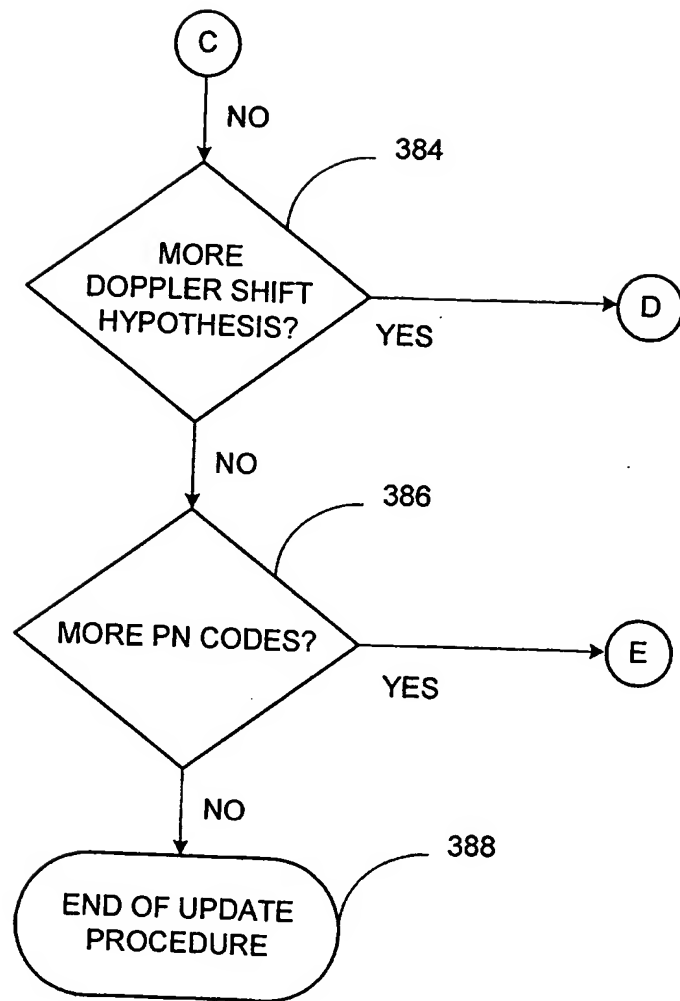 C
NO
384
MORE
DOPPLER SHIFT
HYPOTHESIS?
YES
D
NO
386
MORE PN CODES?
YES
E
NO
388
END OF UPDATE
PROCEDURE